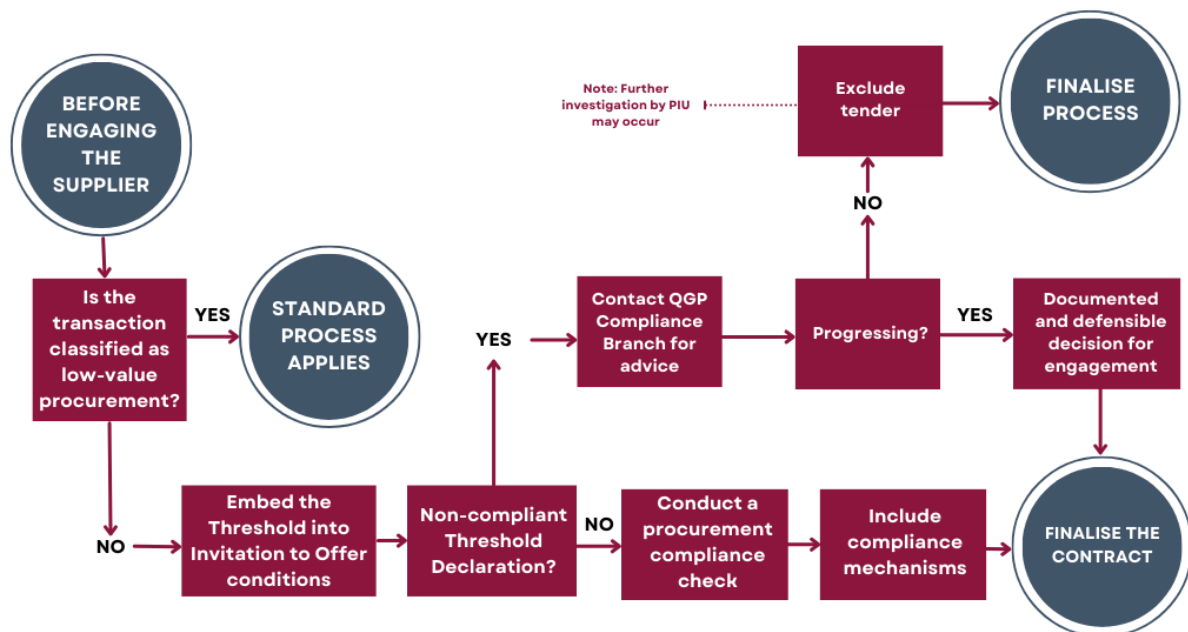 BEFORE
ENGAGING
THE
SUPPLIER
Is the
transaction
classified as
low-value
procurement?
YES
STANDARD
PROCESS
APPLIES
NO
Embed the
Threshold into
Invitation to Offer
conditions
Non-compliant
Threshold
Declaration?
YES
Contact QGP
Compliance
Branch for
advice
Progressing?
NO
Exclude
tender
Note: Further
investigation by PIU
may occur
FINALISE
PROCESS
YES
Documented
and defensible
decision for
engagement
NO
Conduct a
procurement
compliance
check
Include
compliance
mechanisms
FINALISE THE
CONTRACT